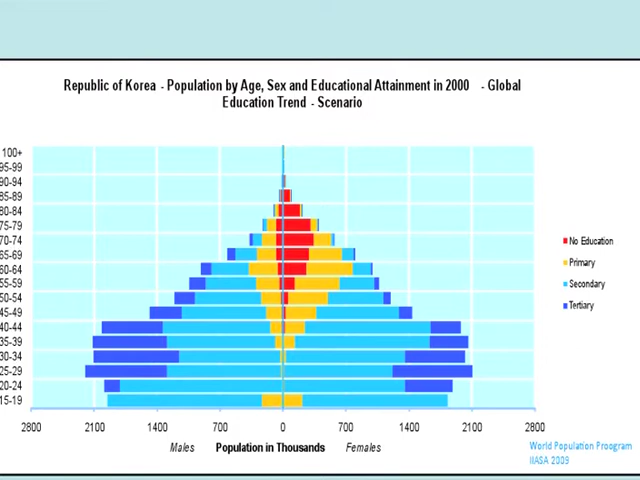 Republic of Korea - Population by Age, Sex and Educational Attainment in 2000 - Global
Education Trend - Scenario
100+
95-99
90-94
85-89
80-84
75-79
70-74
65-69
60-64
55-59
50-54
45-49
40-44
35-39
30-34
25-29
20-24
15-19
No Education
Primary
Secondary
Tertiary
2800 2100 1400 700 0 700 1400 2100 2800
Males Population in Thousands Females
World Population Proogram
IIASA 2009